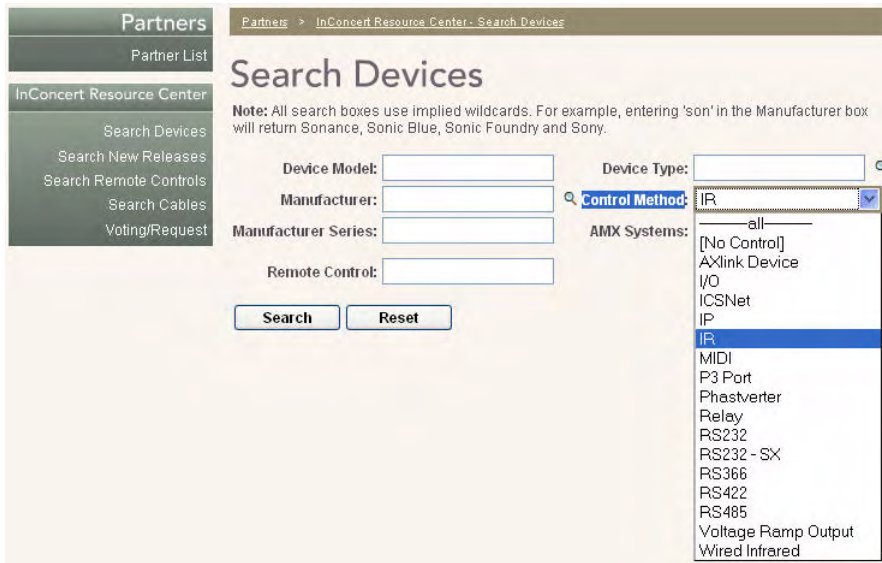 Partners
Partner List
InConcert Resource Center
Search Devices
Search New Releases
Search Remote Controls
Search Cables
Voting/Request
Partners > InConcert Resource Center - Search Devices
Search Devices
Note: All search boxes use implied wildcards. For example, entering 'son' in the Manufacturer box
will return Sonance, Sonic Blue, Sonic Foundry and Sony.
Device Model:
Manufacturer:
Manufacturer Series:
Remote Control:
Search Reset
Device Type:
Control Method: IR
AMX Systems:
-----all-----
[No Control]
AXlink Device
I/O
ICSNet
IP
IR
MIDI
P3 Port
Phastverter
Relay
RS232
RS232 - SX
RS366
RS422
RS485
Voltage Ramp Output
Wired Infrared